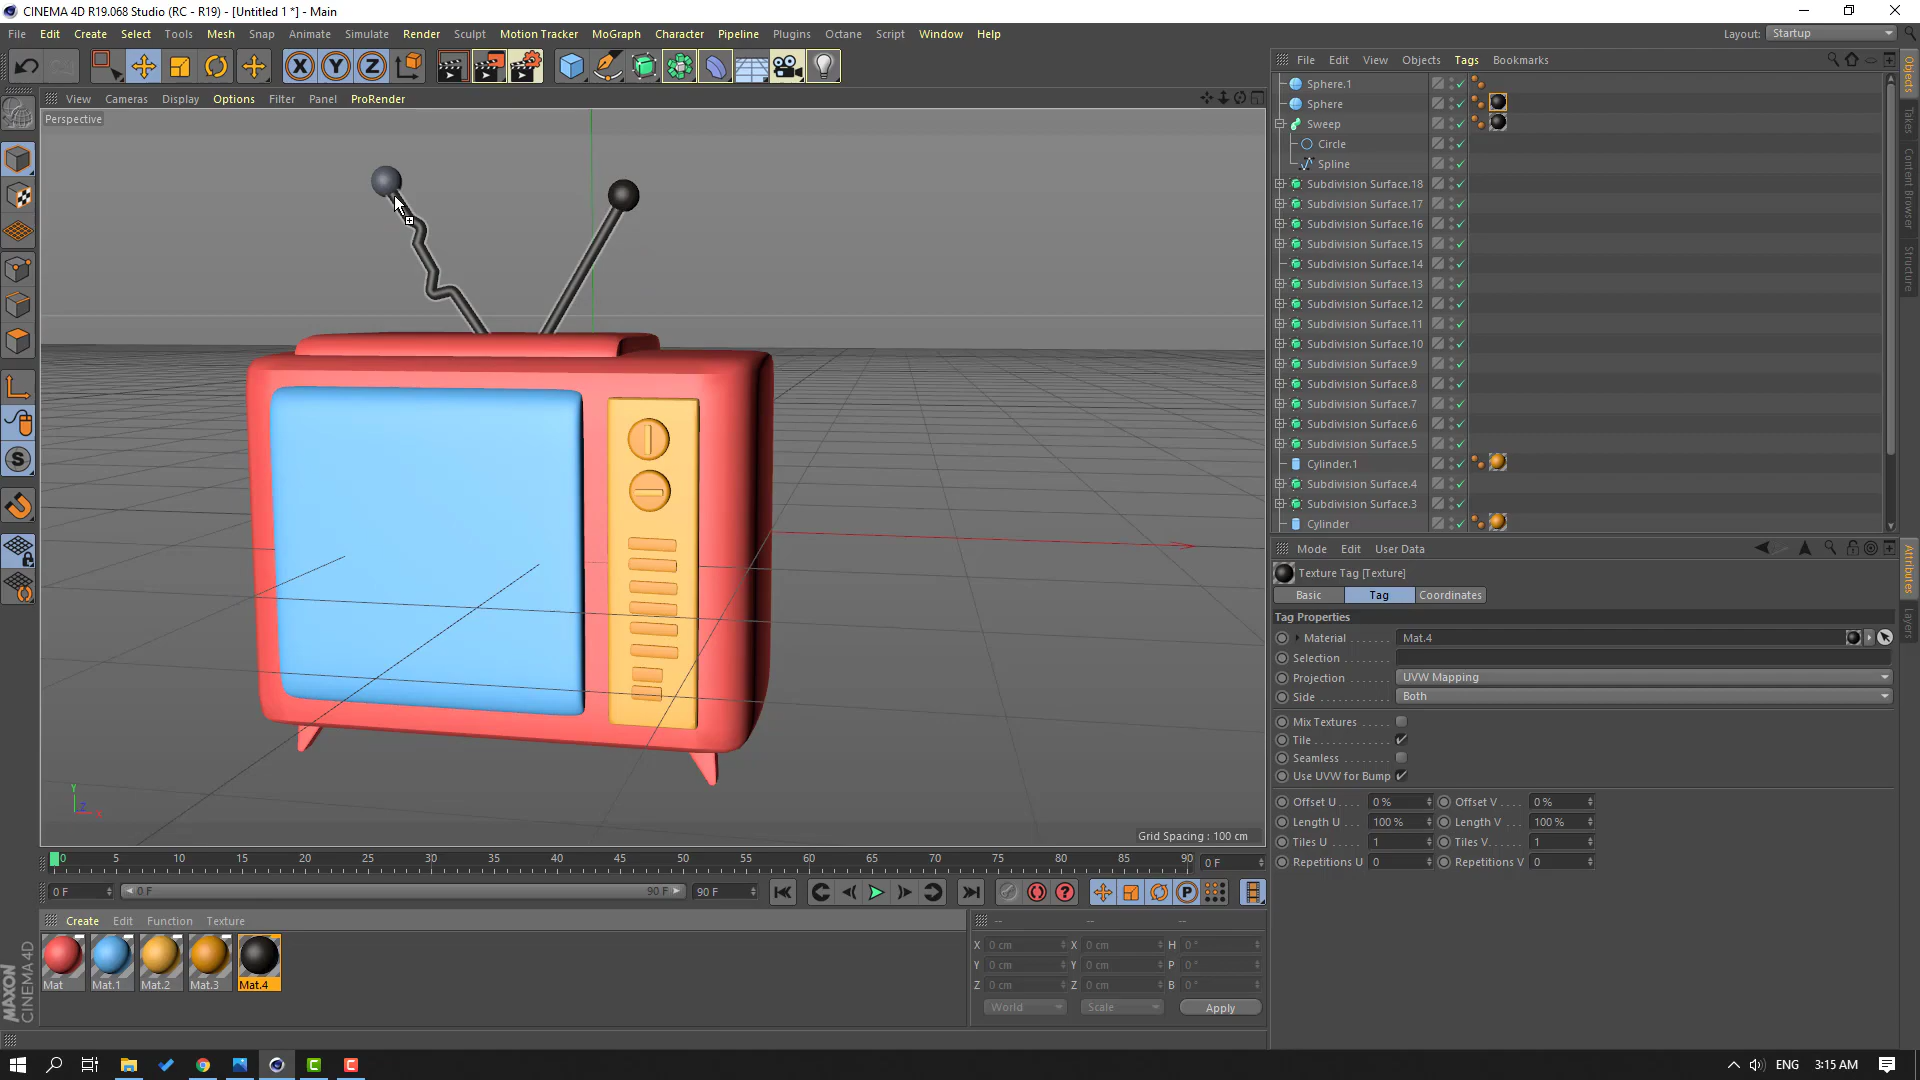 CINEMA 4D R19.068 Studio (RC - R19) - [Untitled 1 *] - Main
File Edit Create Select Tools Mesh Snap Animate Simulate Render Sculpt Motion Tracker MoGraph Character Pipeline Plugins Octane Script Window Help
Layout: Startup
View Cameras Display Options Filter Panel ProRender
Perspective
Grid Spacing : 100 cm
File Edit View Objects Tags Bookmarks
Sphere.1
Sphere
Sweep
Circle
Spline
Subdivision Surface.18
Subdivision Surface.17
Subdivision Surface.16
Subdivision Surface.15
Subdivision Surface.14
Subdivision Surface.13
Subdivision Surface.12
Subdivision Surface.11
Subdivision Surface.10
Subdivision Surface.9
Subdivision Surface.8
Subdivision Surface.7
Subdivision Surface.6
Subdivision Surface.5
Cylinder.1
Subdivision Surface.4
Subdivision Surface.3
Cylinder
Objects
Takes
Content Browser
Structure
Mode Edit User Data
Texture Tag [Texture]
Basic Tag Coordinates
Tag Properties
Material Mat.4
Selection
Projection UVW Mapping
Side Both
Mix Textures
Tile
Seamless
Use UVW for Bump
Offset U 0 % Offset V 0 %
Length U 100 % Length V 100 %
Tiles U 1 Tiles V 1
Repetitions U 0 Repetitions V 0
Attributes
Layers
0 5 10 15 20 25 30 35 40 45 50 55 60 65 70 75 80 85 90 0 F
0 F 0 F 90 F 90 F
Create Edit Function Texture
Mat Mat.1 Mat.2 Mat.3 Mat.4
-- -- --
X 0 cm X 0 cm H 0 °
Y 0 cm Y 0 cm P 0 °
Z 0 cm Z 0 cm B 0 °
World Scale Apply
MAXON
CINEMA 4D
ENG 3:15 AM